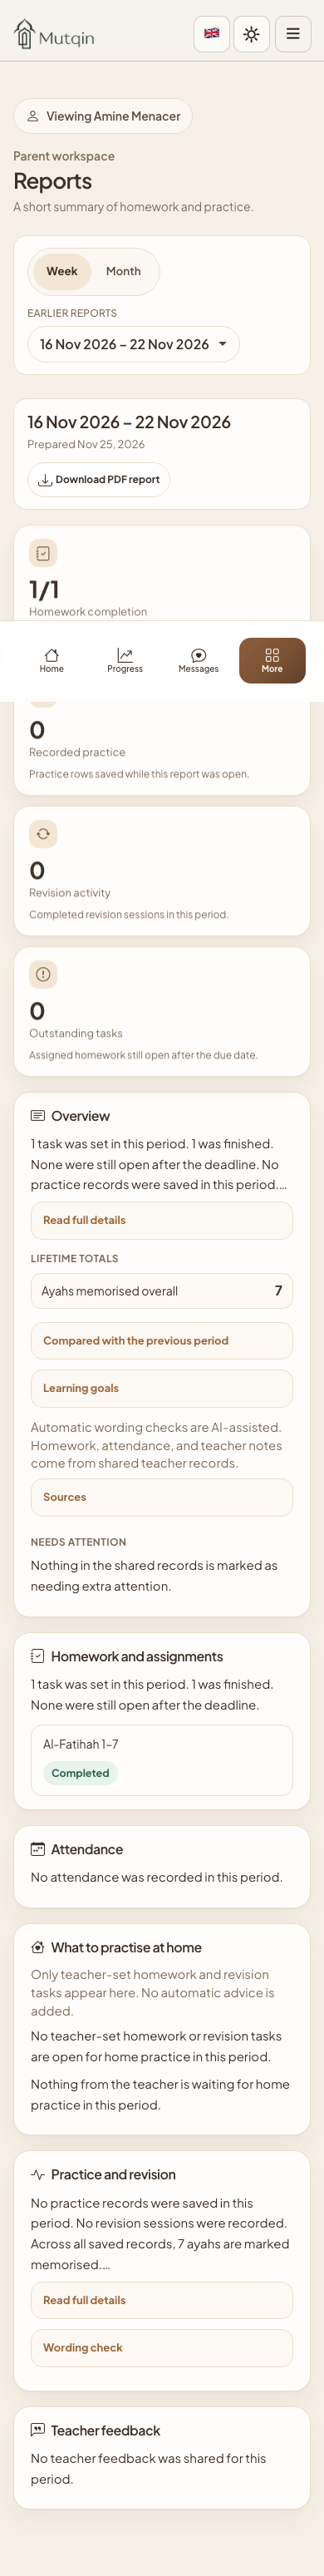 Mutqin
Viewing Amine Menacer
Parent workspace
Reports
A short summary of homework and practice.
Week Month
EARLIER REPORTS
16 Nov 2026 – 22 Nov 2026
16 Nov 2026 – 22 Nov 2026
Prepared Nov 25, 2026
Download PDF report
1/1
Homework completion
Home Progress Messages More
0
Recorded practice
Practice rows saved while this report was open.
0
Revision activity
Completed revision sessions in this period.
0
Outstanding tasks
Assigned homework still open after the due date.
Overview
1 task was set in this period. 1 was finished.
None were still open after the deadline. No
practice records were saved in this period....
Read full details
LIFETIME TOTALS
Ayahs memorised overall 7
Compared with the previous period
Learning goals
Automatic wording checks are AI-assisted.
Homework, attendance, and teacher notes
come from shared teacher records.
Sources
NEEDS ATTENTION
Nothing in the shared records is marked as
needing extra attention.
Homework and assignments
1 task was set in this period. 1 was finished.
None were still open after the deadline.
Al-Fatihah 1–7
Completed
Attendance
No attendance was recorded in this period.
What to practise at home
Only teacher-set homework and revision
tasks appear here. No automatic advice is
added.
No teacher-set homework or revision tasks
are open for home practice in this period.
Nothing from the teacher is waiting for home
practice in this period.
Practice and revision
No practice records were saved in this
period. No revision sessions were recorded.
Across all saved records, 7 ayahs are marked
memorised....
Read full details
Wording check
Teacher feedback
No teacher feedback was shared for this
period.